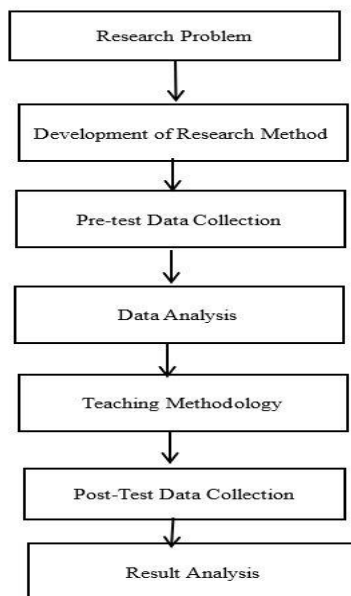 Research Problem
Development of Research Method
Pre-test Data Collection
Data Analysis
Teaching Methodology
Post-Test Data Collection
Result Analysis